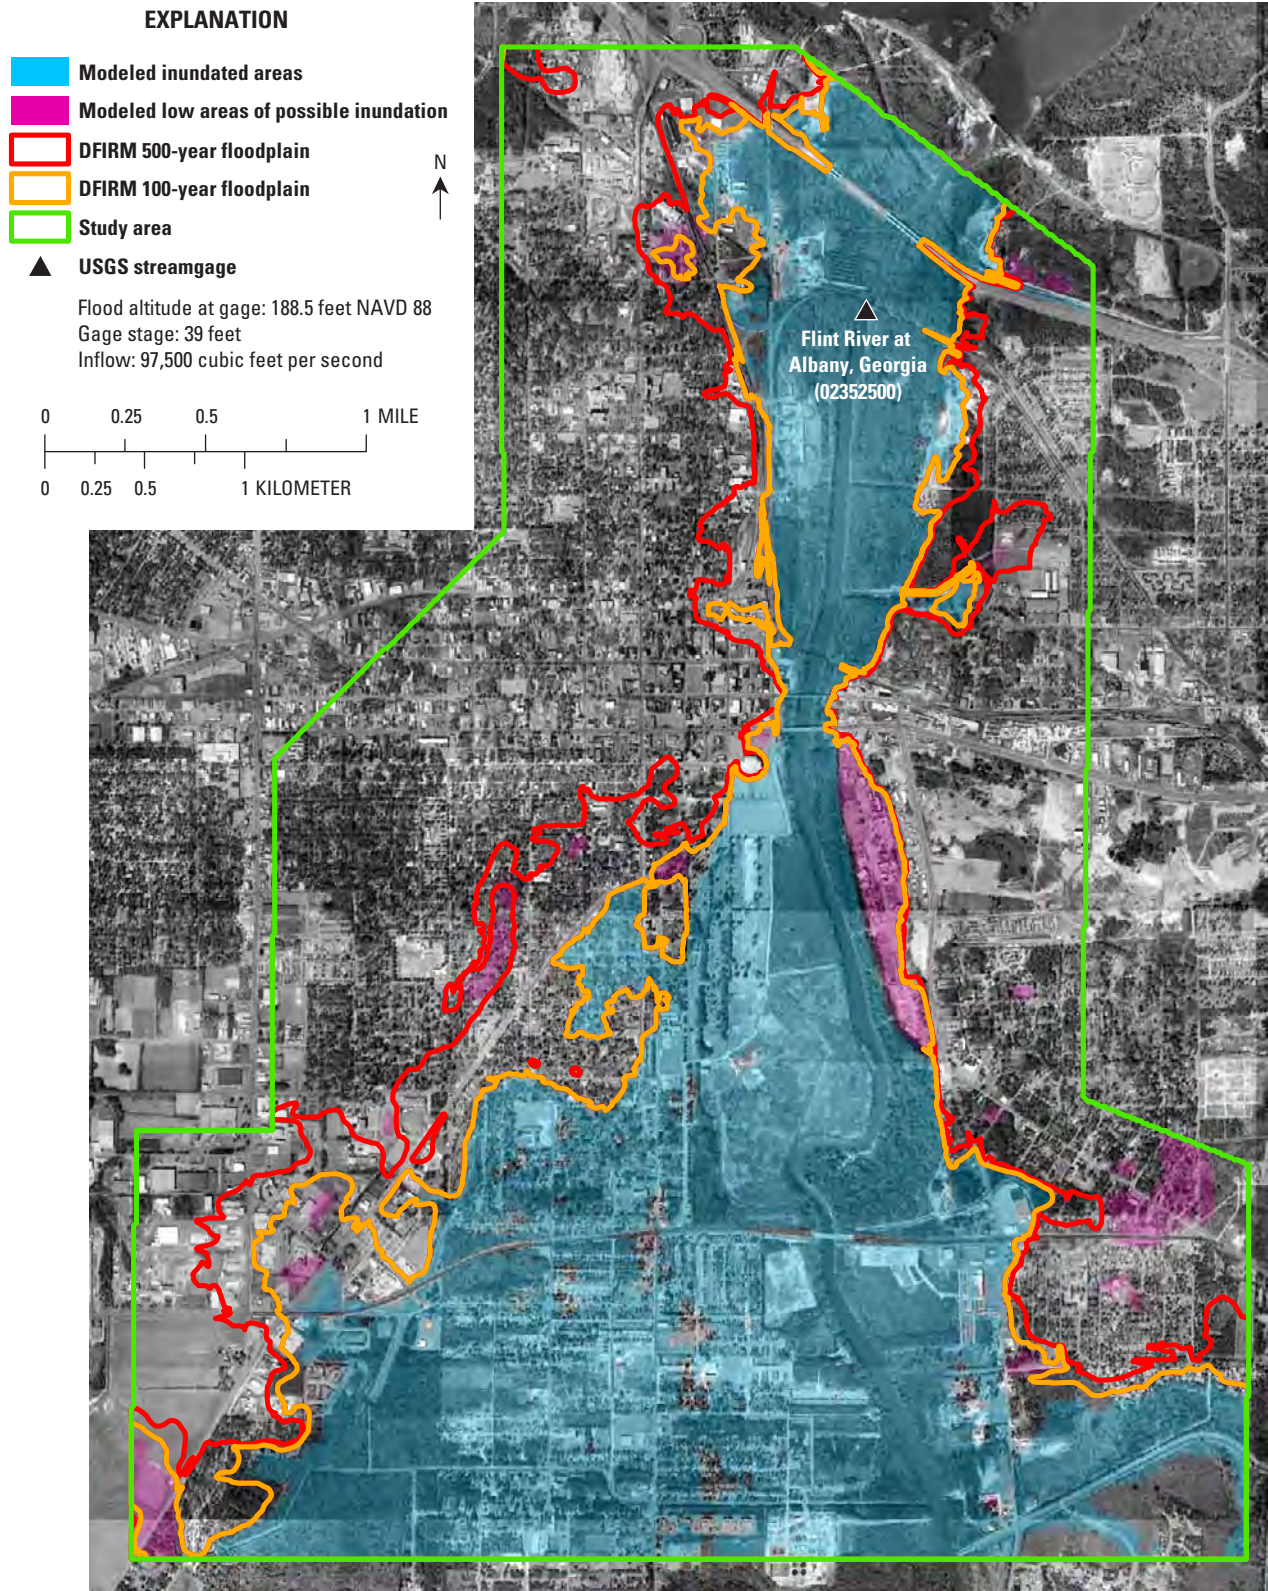 EXPLANATION
Modeled inundated areas
Modeled low areas of possible inundation
DFIRM 500-year floodplain
DFIRM 100-year floodplain
Study area
USGS streamgage
Flood altitude at gage: 188.5 feet NAVD 88
Gage stage: 39 feet
Inflow: 97,500 cubic feet per second
N
0 0.25 0.5 1 MILE
0 0.25 0.5 1 KILOMETER
Flint River at
Albany, Georgia
(02352500)